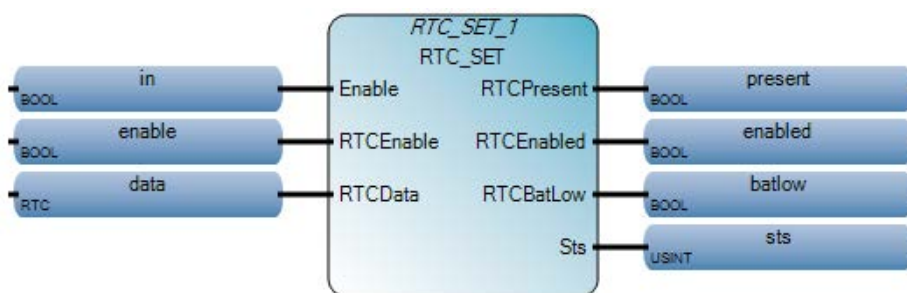 RTC_SET_1
RTC_SET
in
BOOL
Enable
RTCPresent
present
BOOL
enable
BOOL
RTCEnable
RTCEnabled
enabled
BOOL
data
RTC
RTCData
RTCBatLow
batlow
BOOL
Sts
sts
USINT